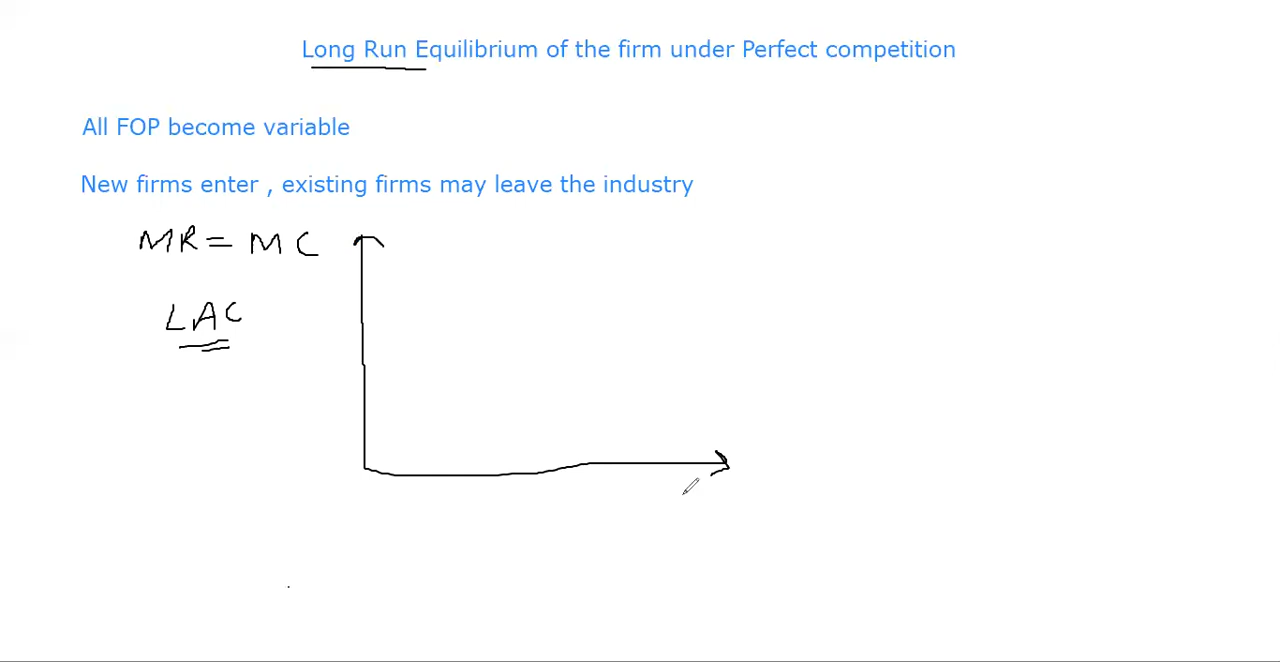 Long Run Equilibrium of the firm under Perfect competition
All FOP become variable
New firms enter , existing firms may leave the industry
MR = MC
LAC